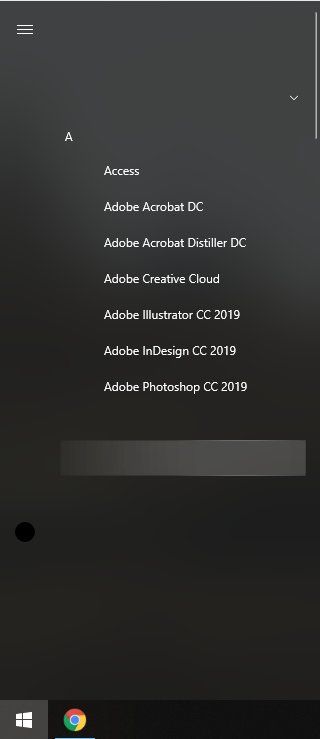 A
Access
Adobe Acrobat DC
Adobe Acrobat Distiller DC
Adobe Creative Cloud
Adobe Illustrator CC 2019
Adobe InDesign CC 2019
Adobe Photoshop CC 2019